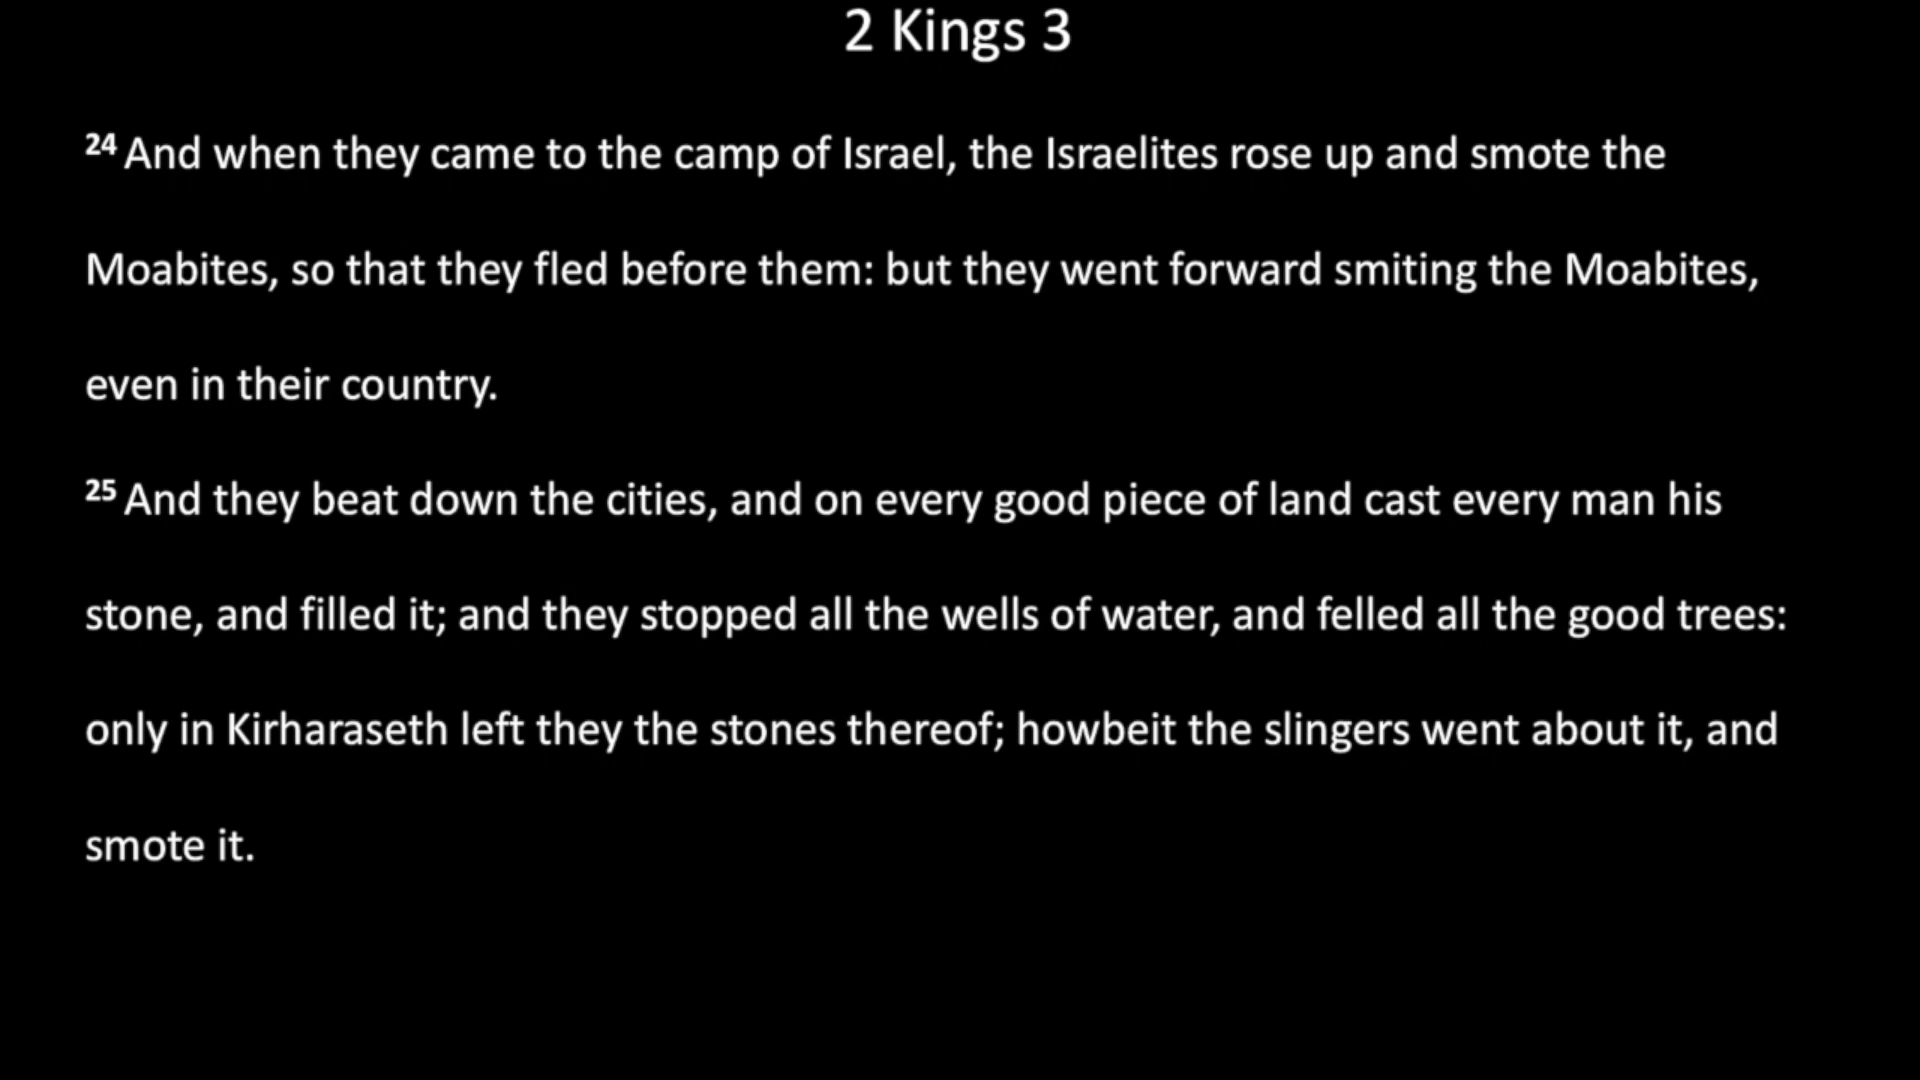 2 Kings 3
24 And when they came to the camp of Israel, the Israelites rose up and smote the
Moabites, so that they fled before them: but they went forward smiting the Moabites,
even in their country.
25 And they beat down the cities, and on every good piece of land cast every man his
stone, and filled it; and they stopped all the wells of water, and felled all the good trees:
only in Kirharaseth left they the stones thereof; howbeit the slingers went about it, and
smote it.